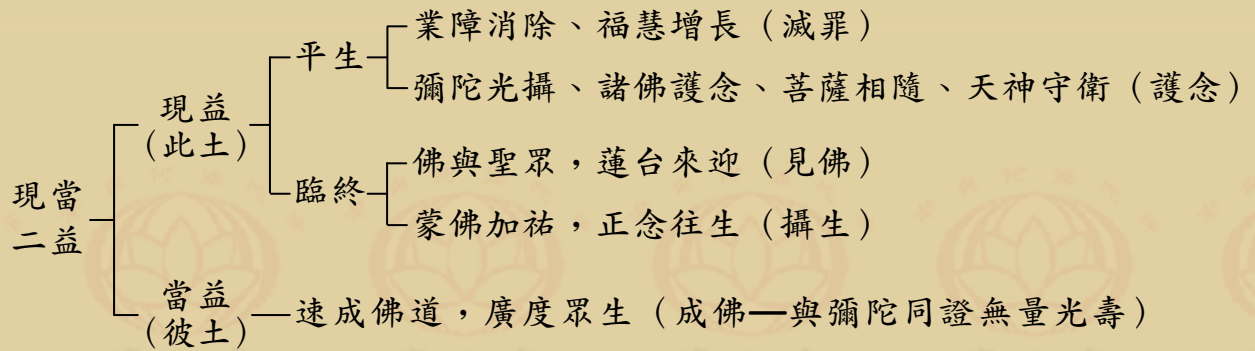 業障消除、福慧增長（滅罪）
平生
彌陀光攝、諸佛護念、菩薩相隨、天神守衛（護念）
現益
（此土）
佛與聖眾，蓮台來迎（見佛）
臨終
蒙佛加祐，正念往生（攝生）
現當
二益
當益
（彼土）
速成佛道，廣度眾生（成佛━與彌陀同證無量光壽）